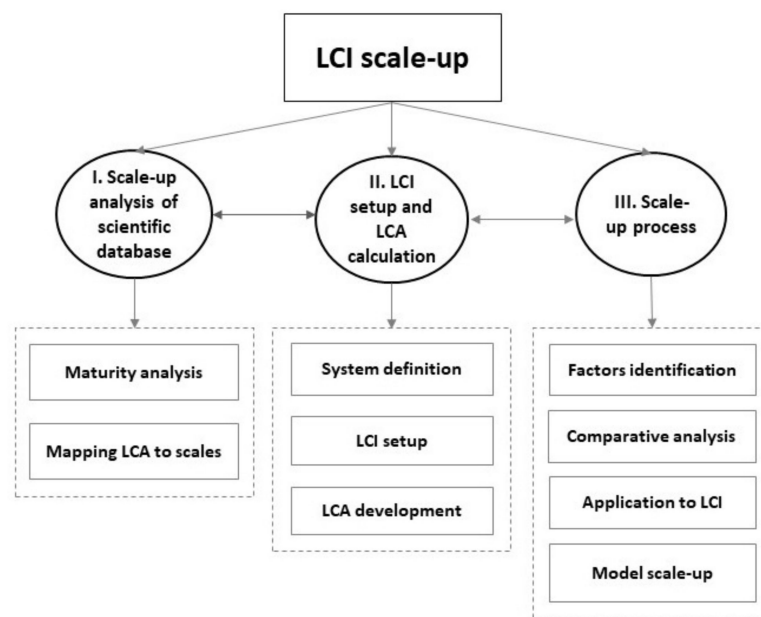 LCI scale-up
I. Scale-up
analysis of
scientific
database
II. LCI
setup and
LCA
calculation
III. Scale-
up process
Maturity analysis
Mapping LCA to scales
System definition
LCI setup
LCA development
Factors identification
Comparative analysis
Application to LCI
Model scale-up